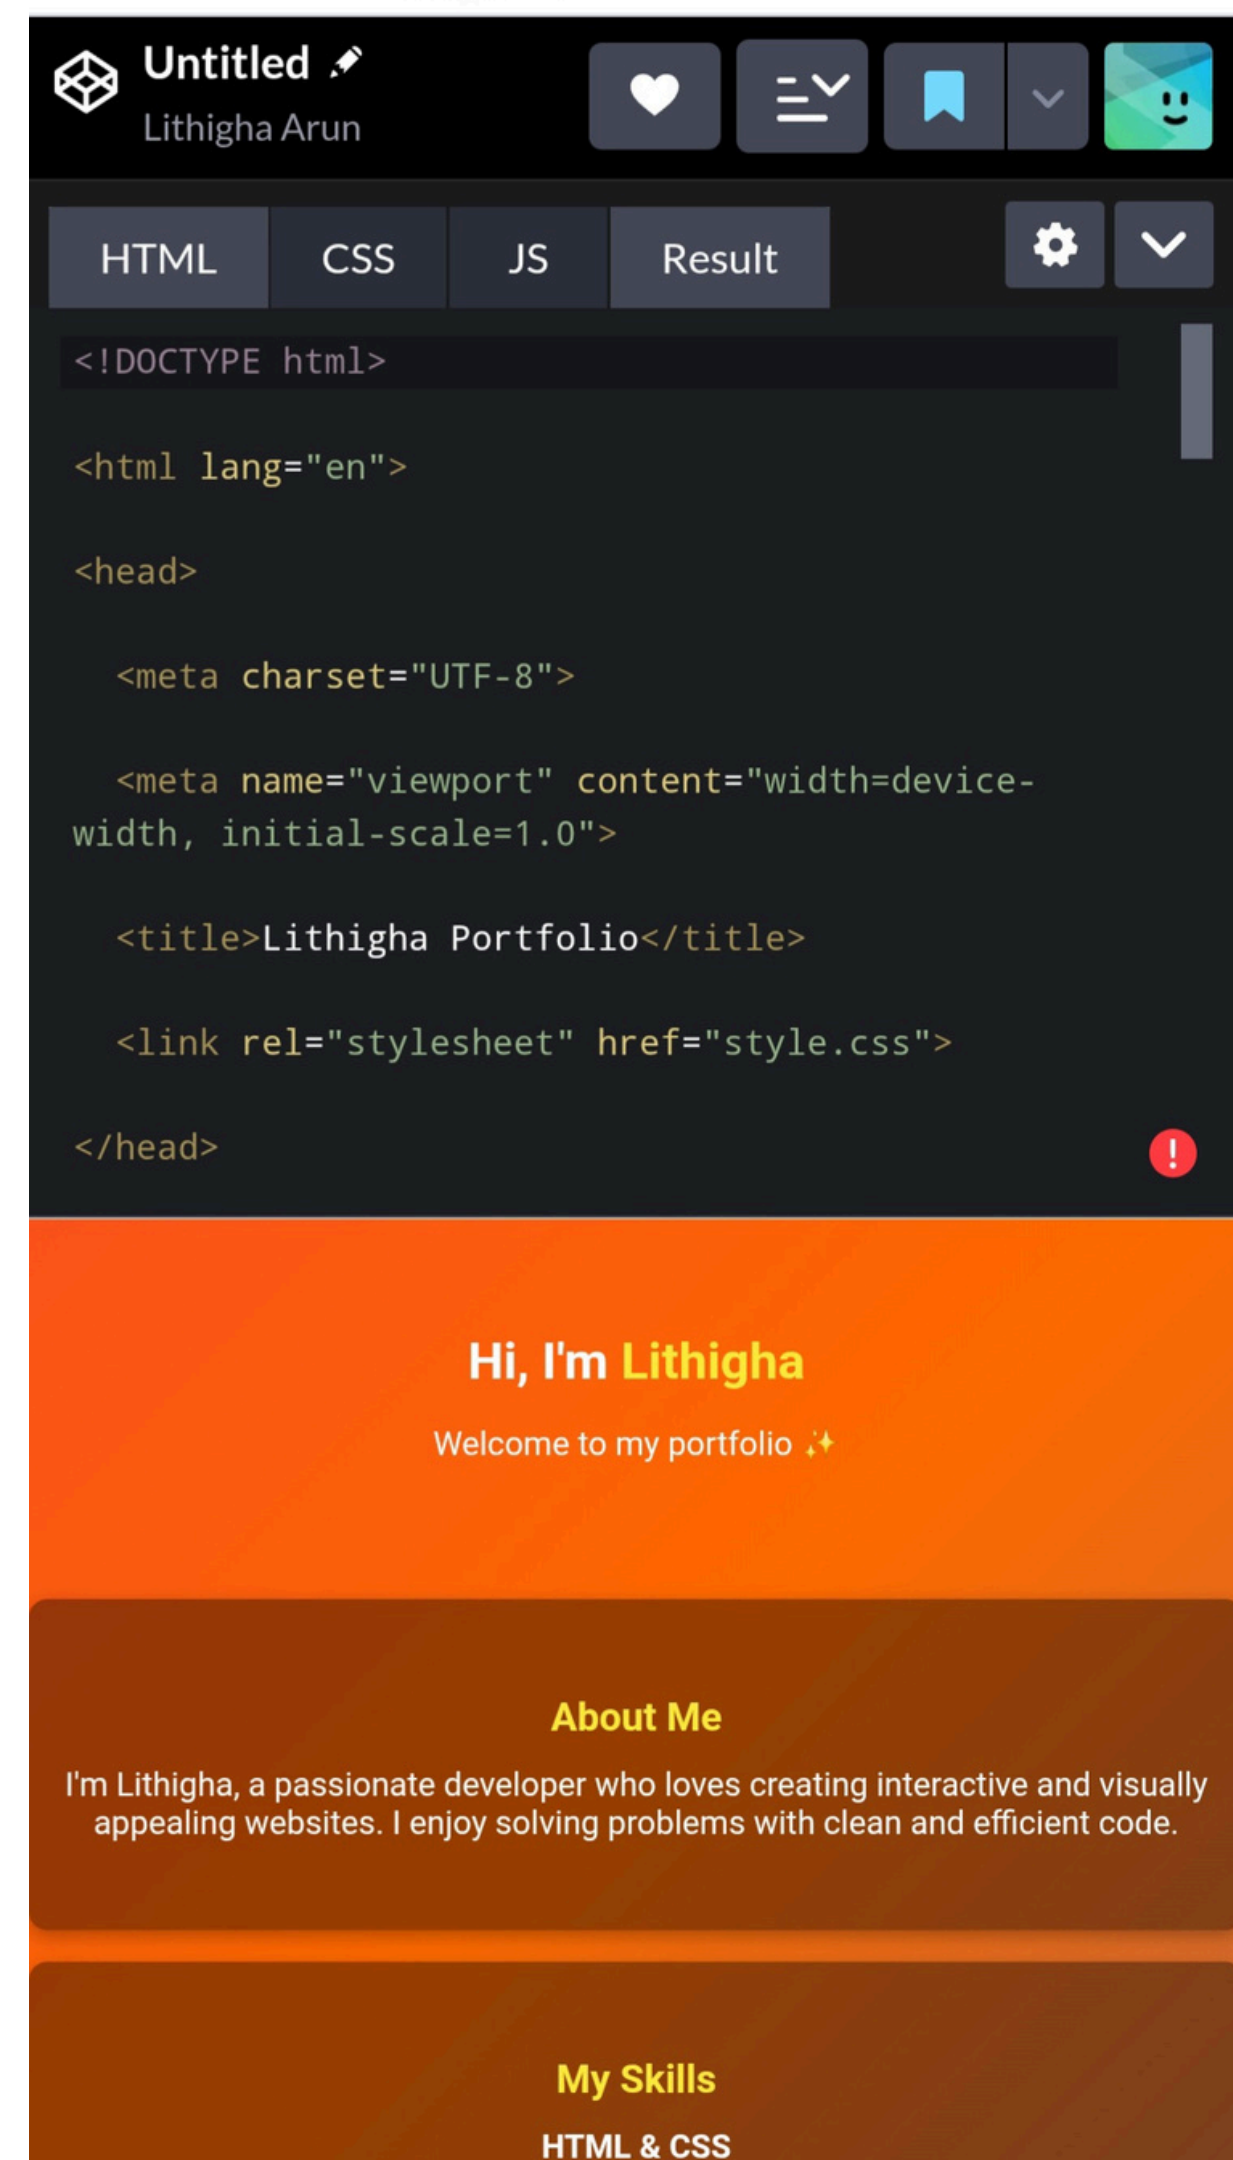 Untitled
Lithigha Arun
HTML CSS JS Result
<!DOCTYPE html>
<html lang="en">
<head>
<meta charset="UTF-8">
<meta name="viewport" content="width=device-
width, initial-scale=1.0">
<title>Lithigha Portfolio</title>
<link rel="stylesheet" href="style.css">
</head>
Hi, I'm Lithigha
Welcome to my portfolio ✨
About Me
I'm Lithigha, a passionate developer who loves creating interactive and visually
appealing websites. I enjoy solving problems with clean and efficient code.
My Skills
HTML & CSS